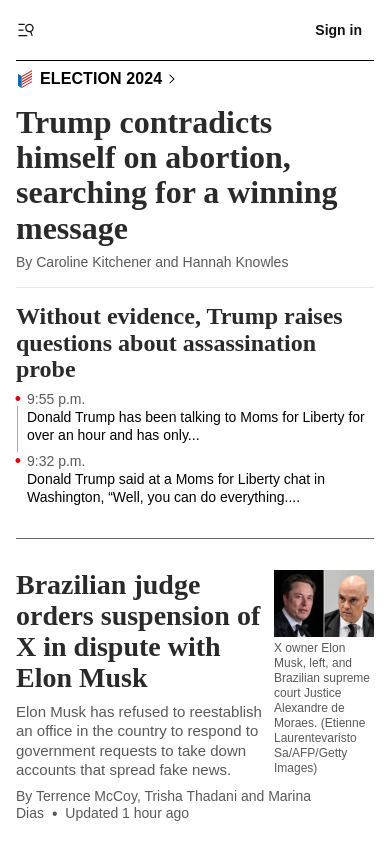 Sign in
ELECTION 2024
Trump contradicts
himself on abortion,
searching for a winning
message
By Caroline Kitchener and Hannah Knowles
Without evidence, Trump raises
questions about assassination
probe
9:55 p.m.
Donald Trump has been talking to Moms for Liberty for
over an hour and has only...
9:32 p.m.
Donald Trump said at a Moms for Liberty chat in
Washington, “Well, you can do everything....
Brazilian judge
orders suspension of
X in dispute with
Elon Musk
Elon Musk has refused to reestablish
an office in the country to respond to
government requests to take down
accounts that spread fake news.
By Terrence McCoy, Trisha Thadani and Marina
Dias • Updated 1 hour ago
X owner Elon
Musk, left, and
Brazilian supreme
court Justice
Alexandre de
Moraes. (Etienne
Laurentevaristo
Sa/AFP/Getty
Images)